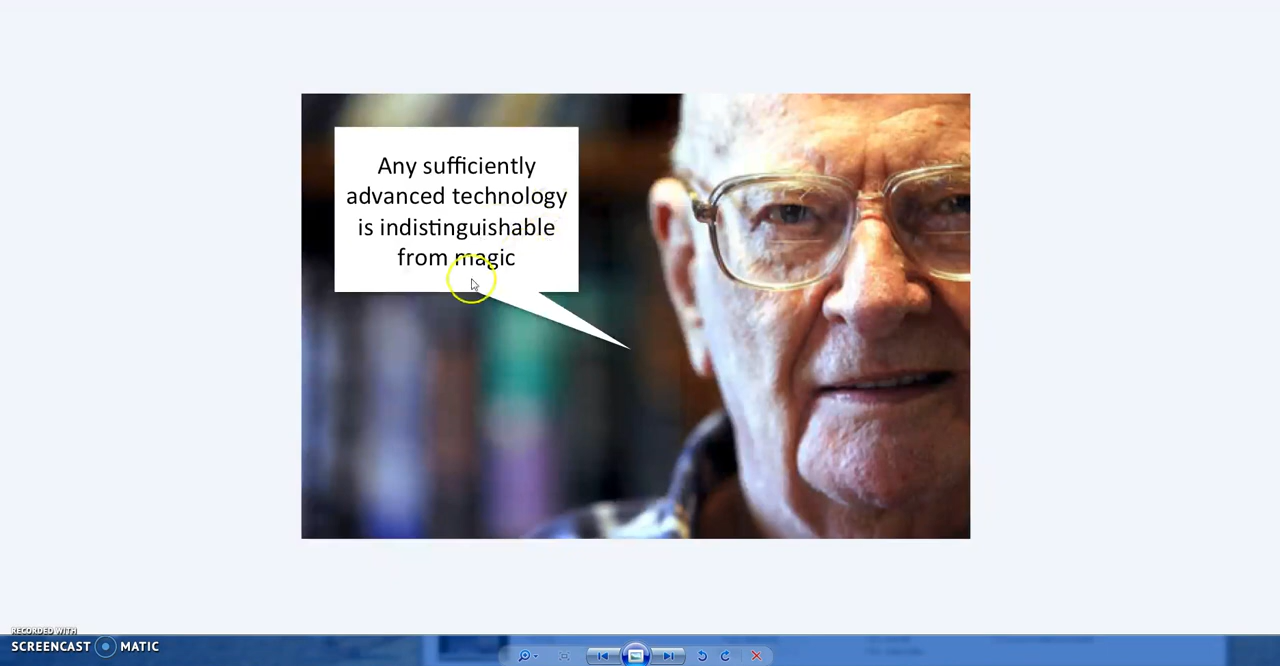 Any sufficiently
advanced technology
is indistinguishable
from magic
RECORDED WITH
SCREENCAST MATIC